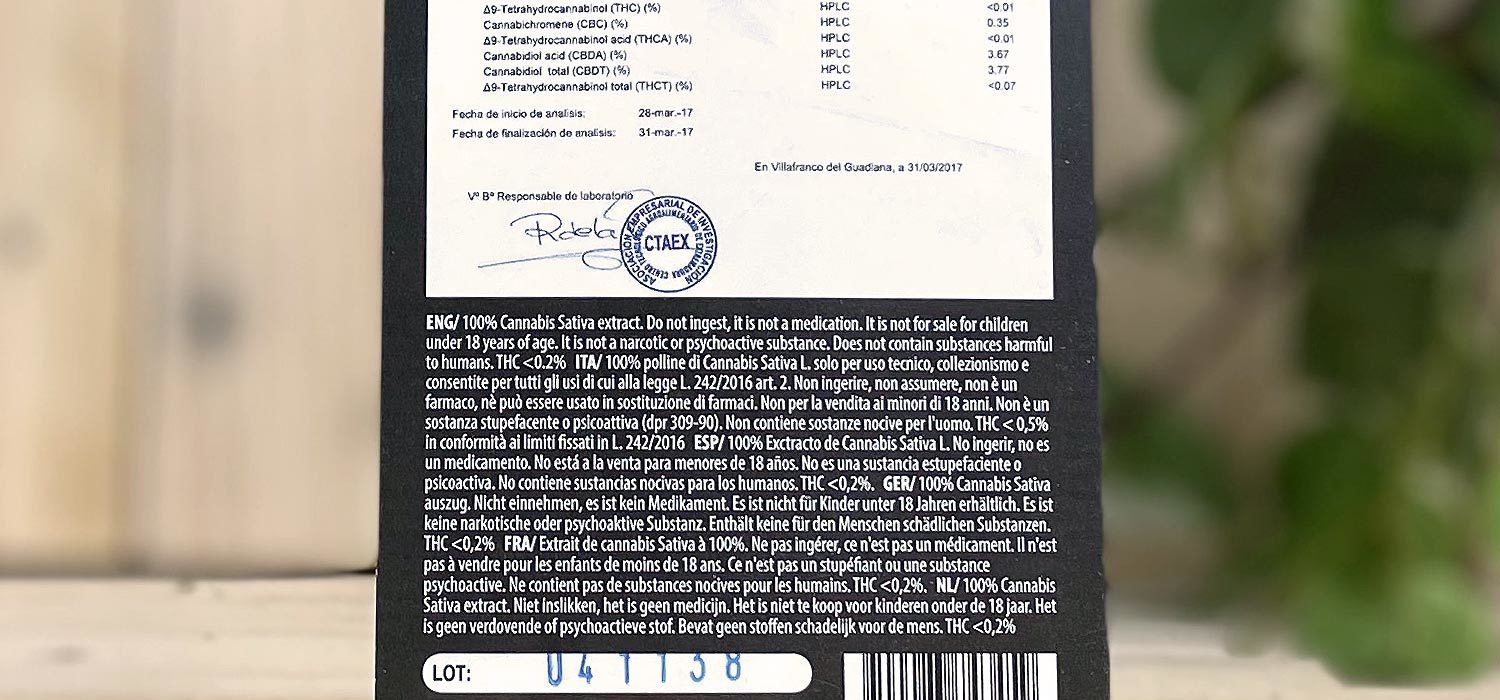 Δ9-Tetrahydrocannabinol (THC) (%) HPLC <0.01
Cannabichromene (CBC) (%) HPLC 0.35
Δ9-Tetrahydrocannabinol acid (THCA) (%) HPLC <0.01
Cannabidiol acid (CBDA) (%) HPLC 3.67
Cannabidiol total (CBDT) (%) HPLC 3,77
Δ9-Tetrahydrocannabinol total (THCT) (%) HPLC <0.07
Fecha de inicio de analisis: 28-mar.-17
Fecha de finalización de analisis: 31-mar.-17
En Villafranco del Guadiana, a 31/03/2017
Vº Bº Responsable de laboratorio
ASOCIACION EMPRESARIAL DE INVESTIGACIÓN
CENTRO TECNOLOGICO AGROALIMENTARIO DE EXTREMADURA
CTAEX
ENG/ 100% Cannabis Sativa extract. Do not ingest, it is not a medication. It is not for sale for children
under 18 years of age. It is not a narcotic or psychoactive substance. Does not contain substances harmful
to humans. THC <0.2% ITA/ 100% polline di Cannabis Sativa L. solo per uso tecnico, collezionismo e
consentite per tutti gli usi di cui alla legge L. 242/2016 art. 2. Non ingerire, non assumere, non è un
farmaco, nè può essere usato in sostituzione di farmaci. Non per la vendita ai minori di 18 anni. Non è un
sostanza stupefacente o psicoattiva (dpr 309-90). Non contiene sostanze nocive per l'uomo. THC < 0,5%
in conformità ai limiti fissati in L. 242/2016 ESP/ 100% Exctracto de Cannabis Sativa L. No ingerir, no es
un medicamento. No está a la venta para menores de 18 años. No es una sustancia estupefaciente o
psicoactiva. No contiene sustancias nocivas para los humanos. THC <0,2%. GER/ 100% Cannabis Sativa
auszug. Nicht einnehmen, es ist kein Medikament. Es ist nicht für Kinder unter 18 Jahren erhältlich. Es ist
keine narkotische oder psychoaktive Substanz. Enthält keine für den Menschen schädlichen Substanzen.
THC <0,2% FRA/ Extrait de cannabis Sativa à 100%. Ne pas ingérer, ce n'est pas un médicament. Il n'est
pas à vendre pour les enfants de moins de 18 ans. Ce n'est pas un stupéfiant ou une substance
psychoactive. Ne contient pas de substances nocives pour les humains. THC <0,2%. NL/ 100% Cannabis
Sativa extract. Niet inslikken, het is geen medicijn. Het is niet te koop voor kinderen onder de 18 jaar. Het
is geen verdovende of psychoactieve stof. Bevat geen stoffen schadelijk voor de mens. THC <0,2%
LOT: 041138